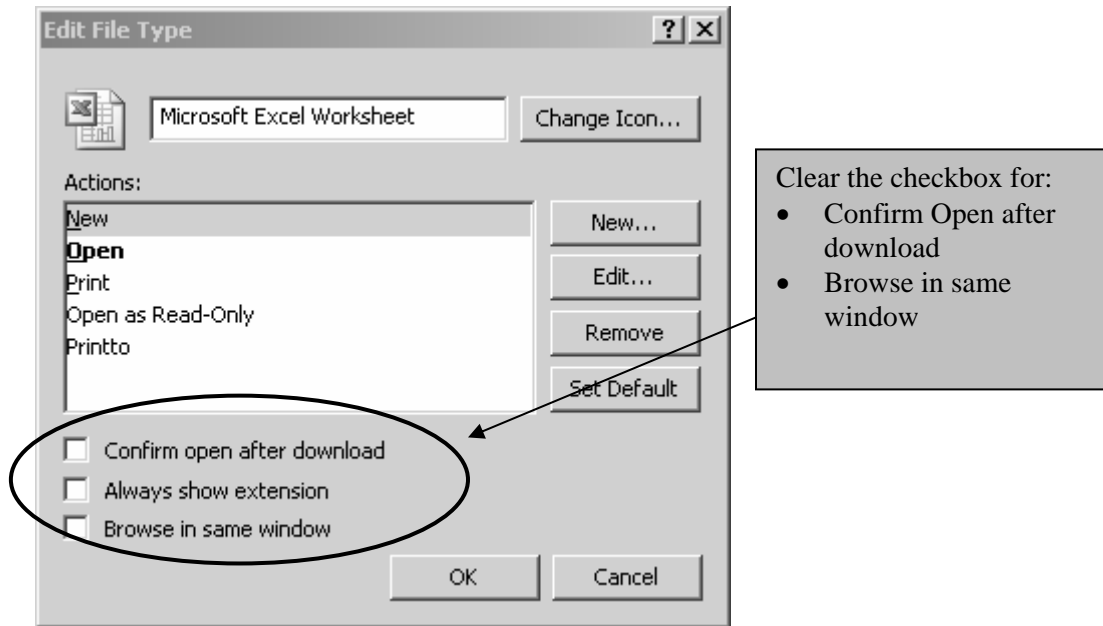 Edit File Type
Microsoft Excel Worksheet
Change Icon...
Actions:
New
Open
Print
Open as Read-Only
Printto
New...
Edit...
Remove
Set Default
Confirm open after download
Always show extension
Browse in same window
OK
Cancel
Clear the checkbox for:
• Confirm Open after
download
• Browse in same
window